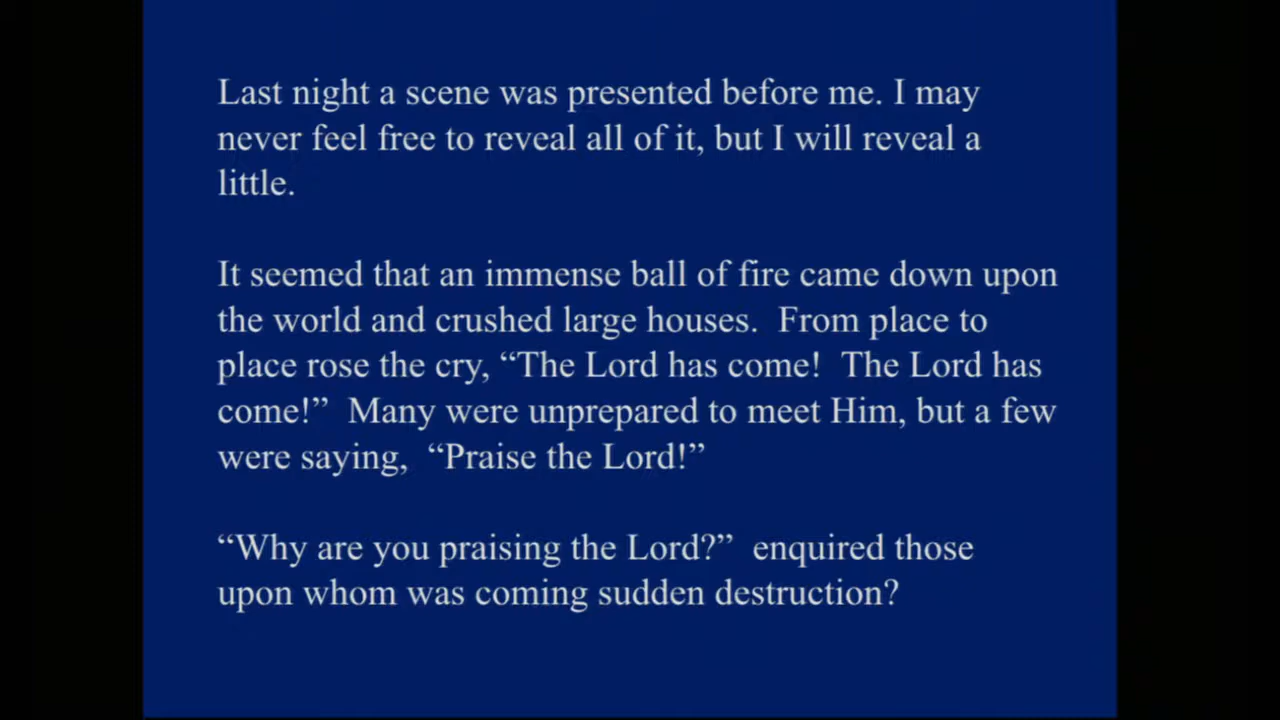 Last night a scene was presented before me. I may
never feel free to reveal all of it, but I will reveal a
little.
It seemed that an immense ball of fire came down upon
the world and crushed large houses.  From place to
place rose the cry, “The Lord has come!  The Lord has
come!”  Many were unprepared to meet Him, but a few
were saying,  “Praise the Lord!”
“Why are you praising the Lord?”  enquired those
upon whom was coming sudden destruction?